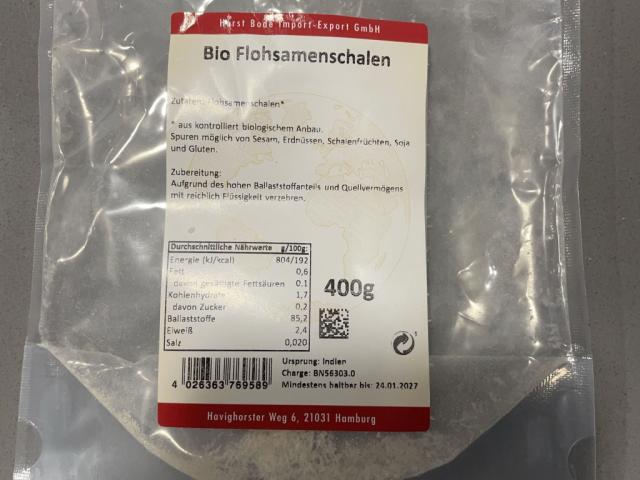 Horst Bode Import-Export GmbH
Bio Flohsamenschalen
Zutaten: Flohsamenschalen*
* aus kontrolliert biologischem Anbau.
Spuren möglich von Sesam, Erdnüssen, Schalenfrüchten, Soja
und Gluten.
Zubereitung:
Aufgrund des hohen Ballaststoffanteils und Quellvermögens
mit reichlich Flüssigkeit verzehren.
Durchschnittliche Nährwerte g/100g:
Energie (kJ/kcal) 804/192
Fett 0,6
davon gesättigte Fettsäuren 0,1
Kohlenhydrate 1,7
davon Zucker 0,2
Ballaststoffe 85,2
Eiweiß 2,4
Salz 0,020
400g
4 026363 769589
Ursprung: Indien
Charge: BN56303.0
Mindestens haltbar bis: 24.01.2027
Havighorster Weg 6, 21031 Hamburg